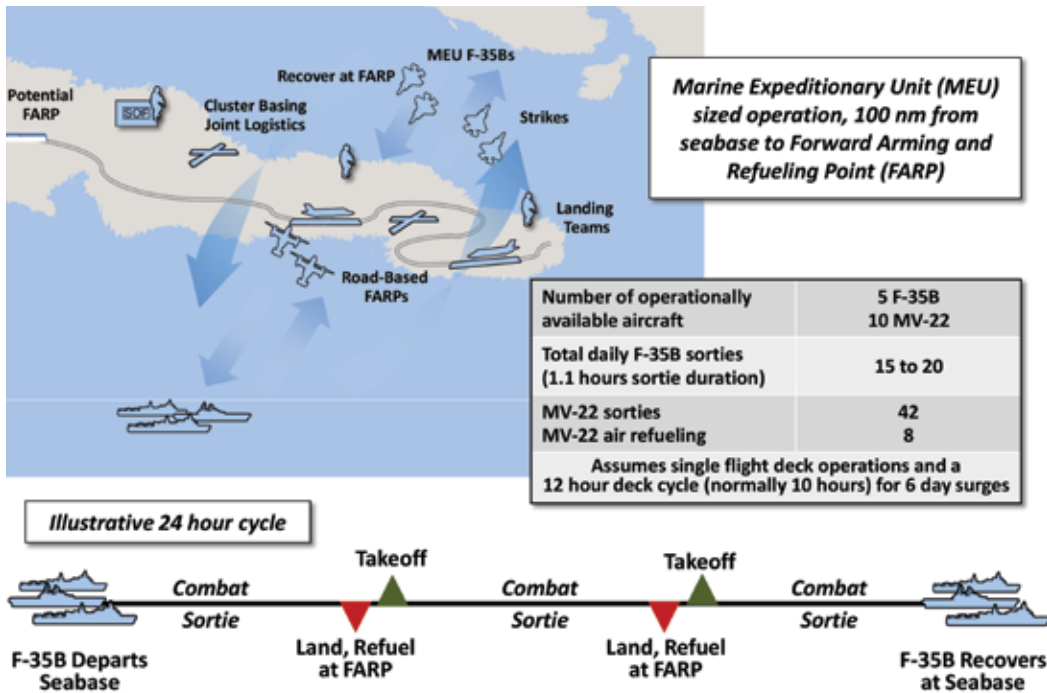 MEU F-35Bs
Recover at FARP
Potential
FARP
ISOF
Cluster Basing
Joint Logistics
Strikes
Landing
Teams
Road-Based
FARPs
Marine Expeditionary Unit (MEU)
sized operation, 100 nm from
seabase to Forward Arming and
Refueling Point (FARP)
Number of operationally
available aircraft
5 F-35B
10 MV-22
Total daily F-35B sorties
(1.1 hours sortie duration)
15 to 20
MV-22 sorties
MV-22 air refueling
42
8
Assumes single flight deck operations and a
12 hour deck cycle (normally 10 hours) for 6 day surges
Illustrative 24 hour cycle
Takeoff
Takeoff
Combat
Sortie
Combat
Sortie
Combat
Sortie
F-35B Departs
Seabase
Land, Refuel
at FARP
Land, Refuel
at FARP
F-35B Recovers
at Seabase